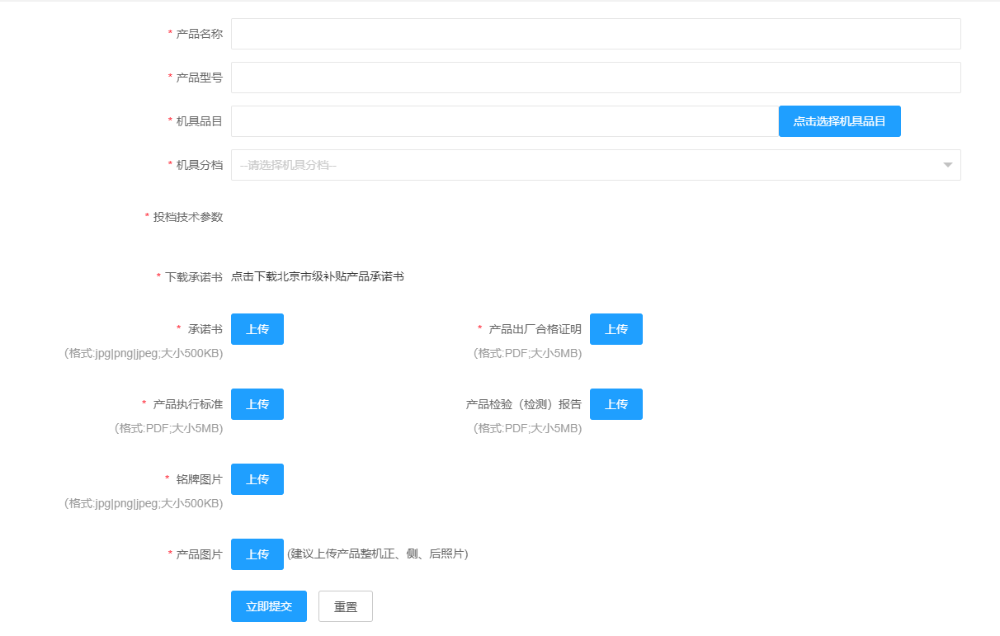 * 产品名称
* 产品型号
* 机具品目 点击选择机具品目
* 机具分档 --请选择机具分档--
* 投档技术参数
* 下载承诺书 点击下载北京市级补贴产品承诺书
* 承诺书 上传 * 产品出厂合格证明 上传
(格式:jpg|png|jpeg;大小500KB) (格式:PDF;大小5MB)
* 产品执行标准 上传 产品检验（检测）报告 上传
(格式:PDF;大小5MB) (格式:PDF;大小5MB)
* 铭牌图片 上传
(格式:jpg|png|jpeg;大小500KB)
* 产品图片 上传 (建议上传产品整机正、侧、后照片)
立即提交 重置